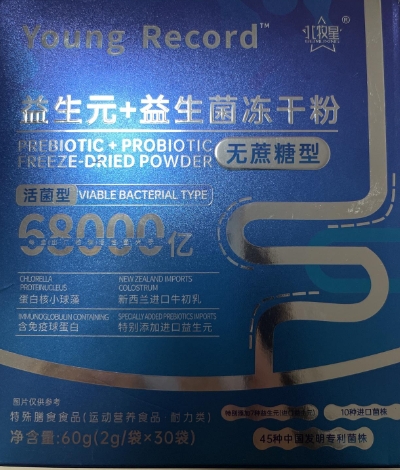 Young Record™
北牧星®
益生元+益生菌冻干粉
PREBIOTIC + PROBIOTIC
FREEZE-DRIED POWDER
无蔗糖型
活菌型 VIABLE BACTERIAL TYPE
68000亿
CHLORELLA
PROTEINUCLEUS
蛋白核小球藻
NEW ZEALAND IMPORTS
COLOSTRUM
新西兰进口牛初乳
IMMUNOGLOBULIN CONTAINING
含免疫球蛋白
SPECIALLY ADDED PREBIOTICS IMPORTS
特别添加进口益生元
图片仅供参考
特殊膳食食品(运动营养食品·耐力类)
净含量:60g(2g/袋×30袋)
10种进口菌株
45种中国发明专利菌株